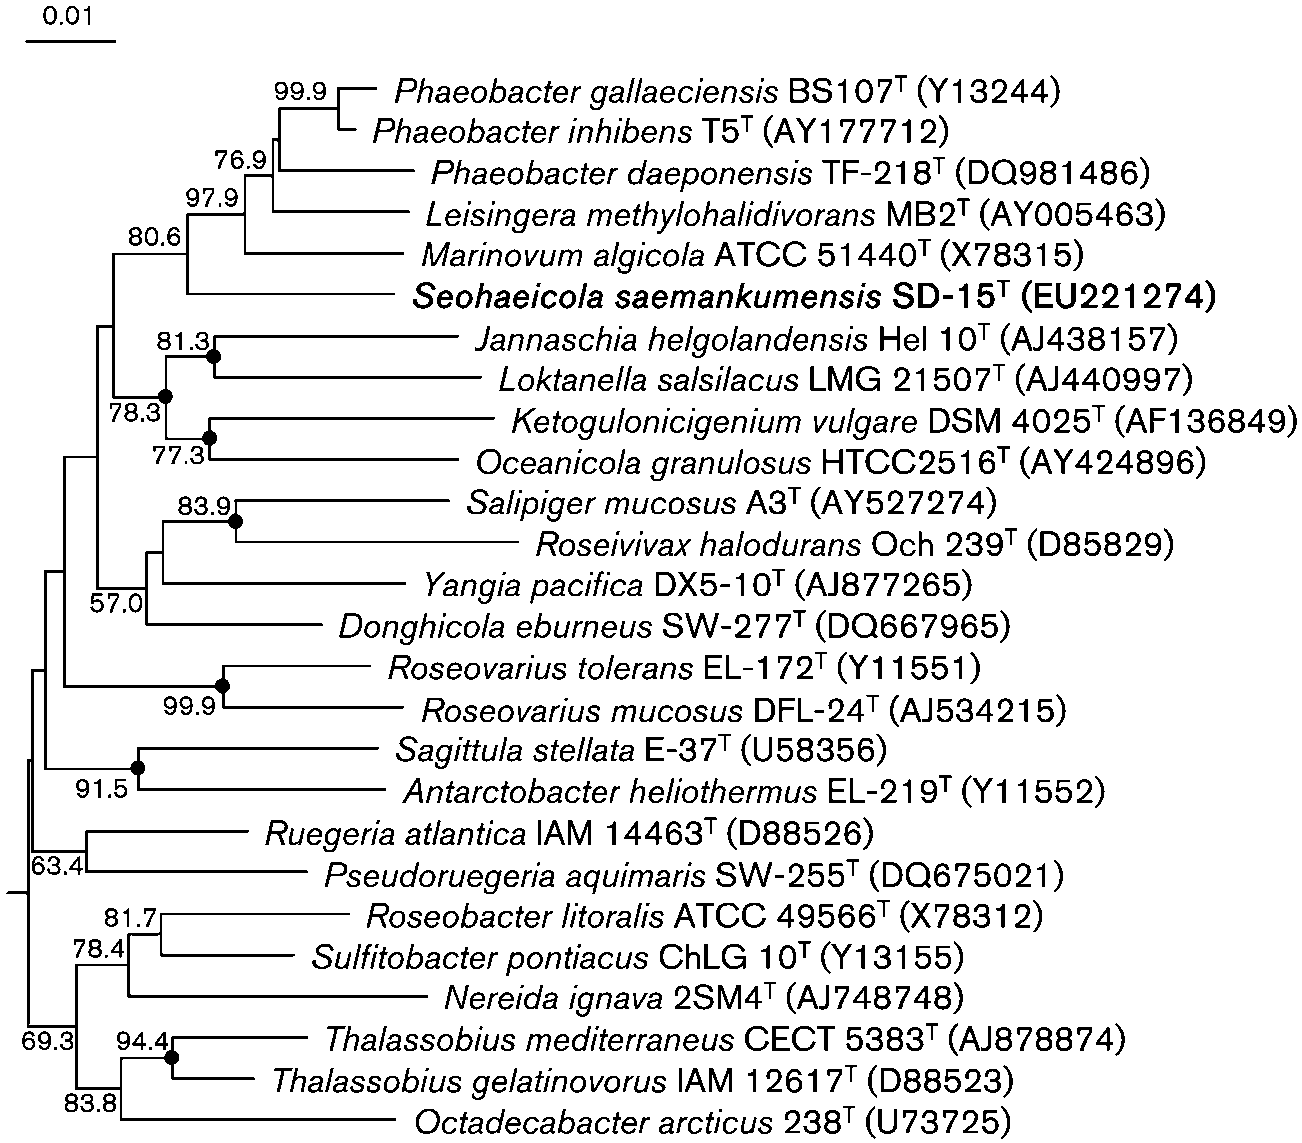 0.01
99.9
Phaeobacter gallaeciensis BS107ᵀ (Y13244)
Phaeobacter inhibens T5ᵀ (AY177712)
76.9
Phaeobacter daeponensis TF-218ᵀ (DQ981486)
97.9
Leisingera methylohalidivorans MB2ᵀ (AY005463)
80.6
Marinovum algicola ATCC 51440ᵀ (X78315)
Seohaeicola saemankumensis SD-15ᵀ (EU221274)
81.3
Jannaschia helgolandensis Hel 10ᵀ (AJ438157)
Loktanella salsilacus LMG 21507ᵀ (AJ440997)
78.3
Ketogulonicigenium vulgare DSM 4025ᵀ (AF136849)
77.3
Oceanicola granulosus HTCC2516ᵀ (AY424896)
83.9
Salipiger mucosus A3ᵀ (AY527274)
Roseivivax halodurans Och 239ᵀ (D85829)
Yangia pacifica DX5-10ᵀ (AJ877265)
57.0
Donghicola eburneus SW-277ᵀ (DQ667965)
Roseovarius tolerans EL-172ᵀ (Y11551)
99.9
Roseovarius mucosus DFL-24ᵀ (AJ534215)
Sagittula stellata E-37ᵀ (U58356)
91.5
Antarctobacter heliothermus EL-219ᵀ (Y11552)
Ruegeria atlantica IAM 14463ᵀ (D88526)
63.4
Pseudoruegeria aquimaris SW-255ᵀ (DQ675021)
81.7
Roseobacter litoralis ATCC 49566ᵀ (X78312)
78.4
Sulfitobacter pontiacus ChLG 10ᵀ (Y13155)
Nereida ignava 2SM4ᵀ (AJ748748)
69.3
94.4
Thalassobius mediterraneus CECT 5383ᵀ (AJ878874)
Thalassobius gelatinovorus IAM 12617ᵀ (D88523)
83.8
Octadecabacter arcticus 238ᵀ (U73725)